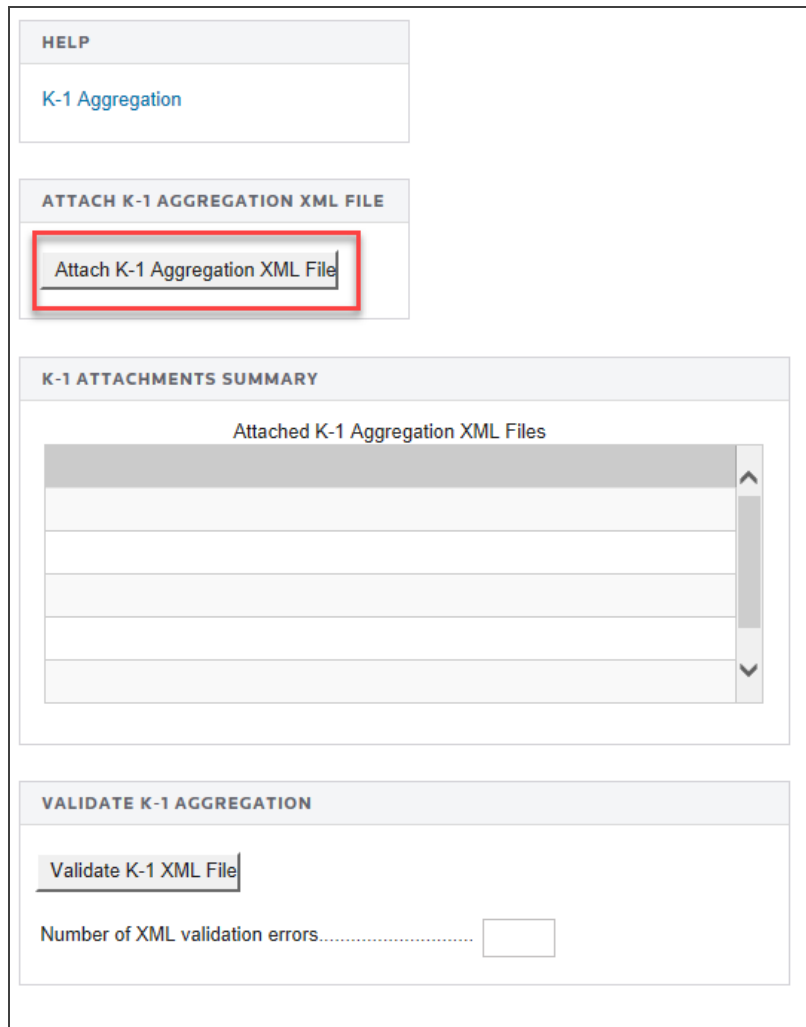 HELP
K-1 Aggregation
ATTACH K-1 AGGREGATION XML FILE
Attach K-1 Aggregation XML File
K-1 ATTACHMENTS SUMMARY
Attached K-1 Aggregation XML Files
VALIDATE K-1 AGGREGATION
Validate K-1 XML File
Number of XML validation errors.............................